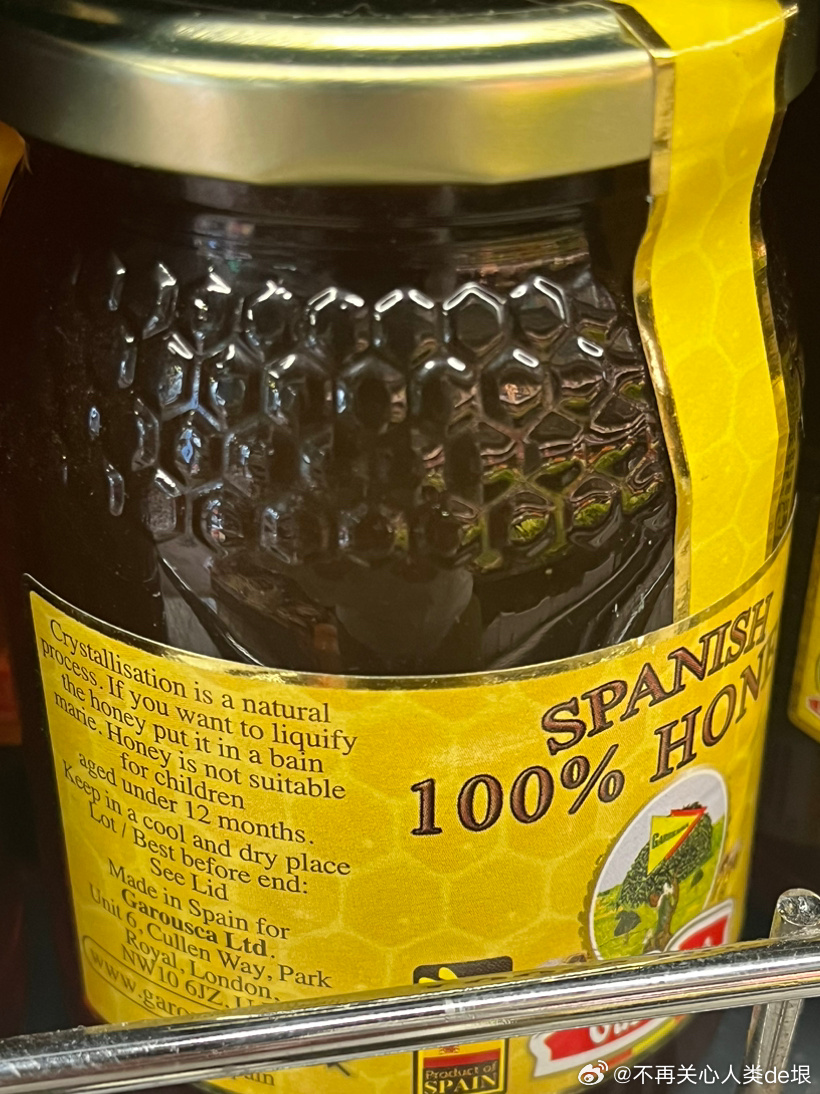 Crystallisation is a natural
process. If you want to liquify
the honey put it in a bain
marie. Honey is not suitable
for children
aged under 12 months.
Keep in a cool and dry place
Lot / Best before end:
See Lid
Made in Spain for
Garousca Ltd.
Unit 6, Cullen Way, Park
Royal, London,
NW10 6JZ,
SPANISH
100% HONE
Product of
SPAIN
@不再关心人类de垠